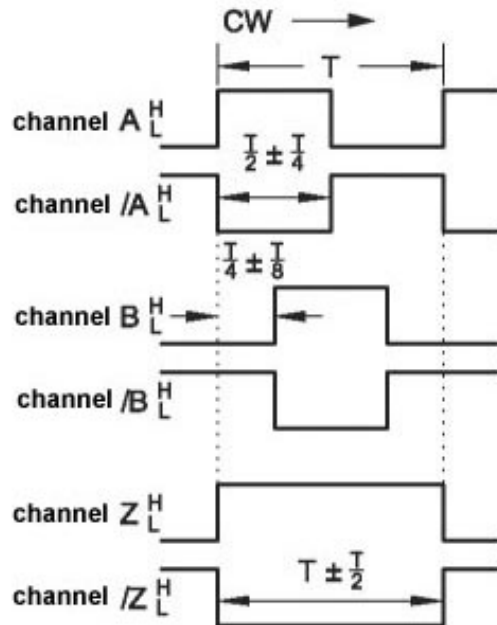 CW
T
channel A H L
T/2 ± T/4
channel /A H L
T/4 ± T/8
channel B H L
channel /B H L
channel Z H L
T ± T/2
channel /Z H L